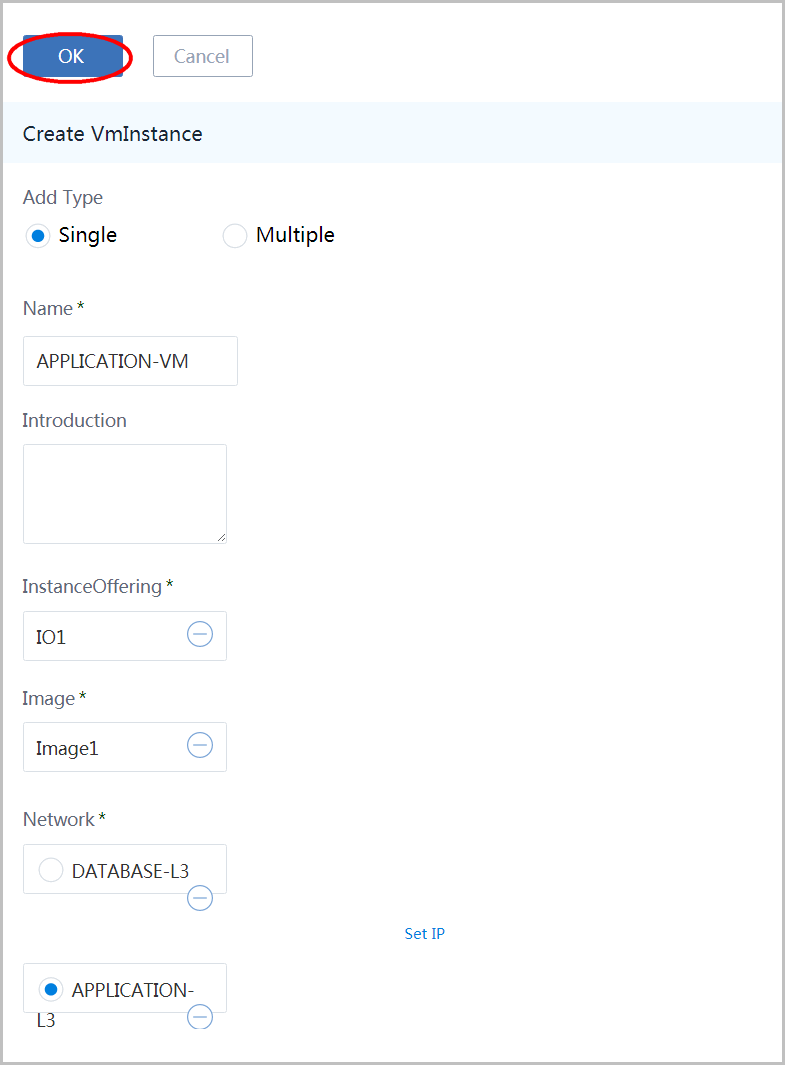 OK Cancel
Create VmInstance
Add Type
Single Multiple
Name *
APPLICATION-VM
Introduction
InstanceOffering *
IO1
Image *
Image1
Network *
DATABASE-L3
Set IP
APPLICATION-
L3